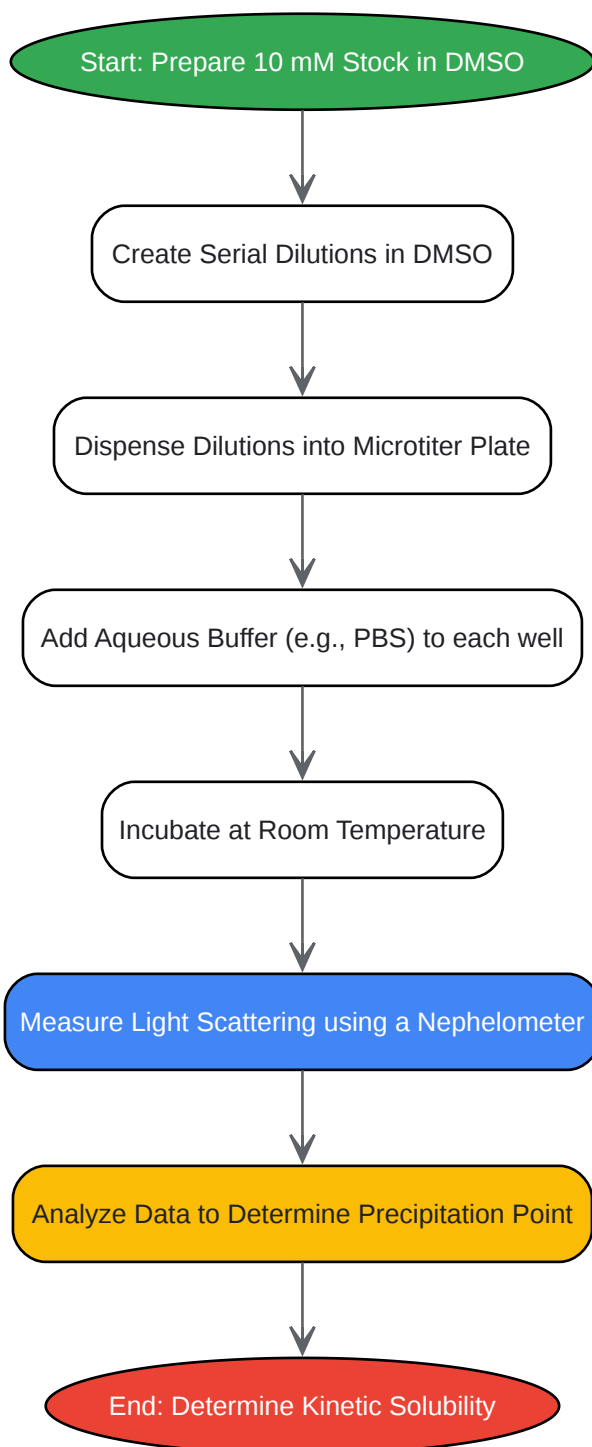 Start: Prepare 10 mM Stock in DMSO
Create Serial Dilutions in DMSO
Dispense Dilutions into Microtiter Plate
Add Aqueous Buffer (e.g., PBS) to each well
Incubate at Room Temperature
Measure Light Scattering using a Nephelometer
Analyze Data to Determine Precipitation Point
End: Determine Kinetic Solubility